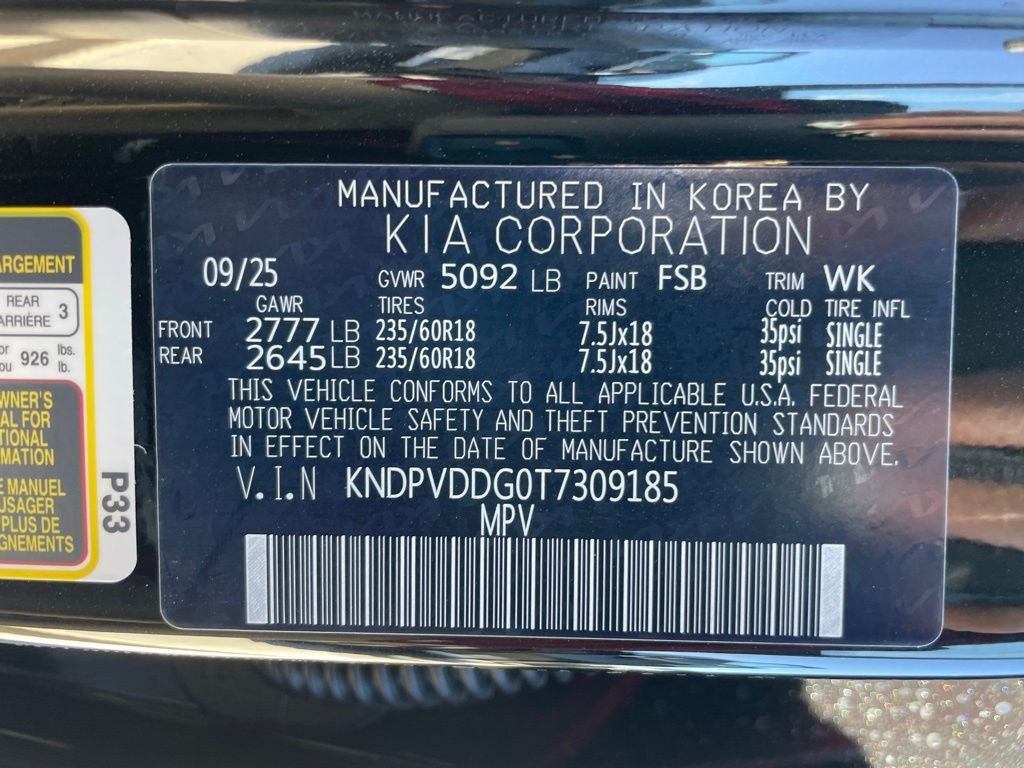 MANUFACTURED IN KOREA BY
KIA CORPORATION
09/25 GVWR 5092 LB PAINT FSB TRIM WK
GAWR TIRES RIMS COLD TIRE INFL
FRONT 2777 LB 235/60R18 7.5Jx18 35psi SINGLE
REAR 2645 LB 235/60R18 7.5Jx18 35psi SINGLE
THIS VEHICLE CONFORMS TO ALL APPLICABLE U.S.A. FEDERAL
MOTOR VEHICLE SAFETY AND THEFT PREVENTION STANDARDS
IN EFFECT ON THE DATE OF MANUFACTURE SHOWN ABOVE.
V.I.N KNDPVDDG0T7309185
MPV
ARGEMENT
REAR 3
ARRIÈRE
or 926 lbs.
ou lb.
WNER'S
AL FOR
TIONAL
MATION
E MANUEL
USAGER
PLUS DE
GNEMENTS
P33